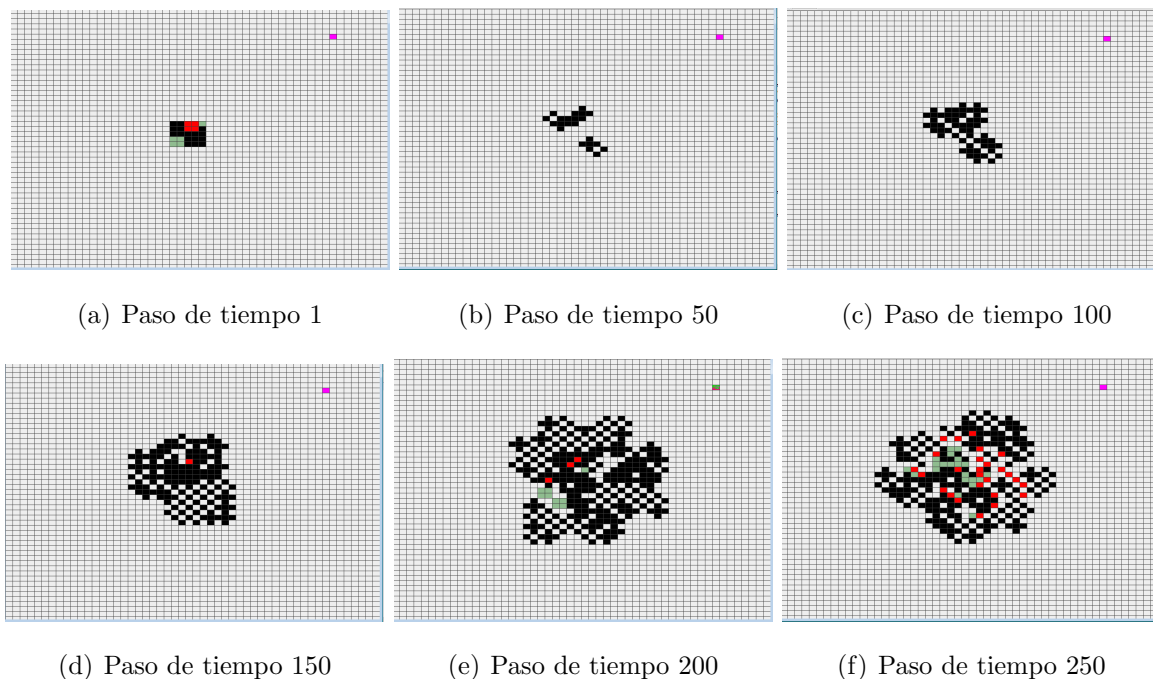 (a) Paso de tiempo 1
(b) Paso de tiempo 50
(c) Paso de tiempo 100
(d) Paso de tiempo 150
(e) Paso de tiempo 200
(f) Paso de tiempo 250